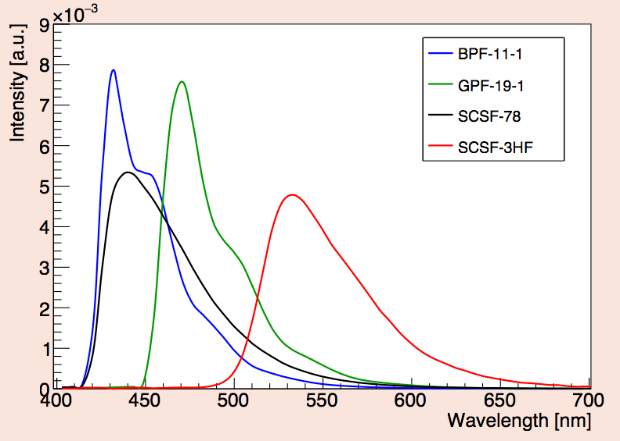 ×10⁻³
Intensity [a.u.]
9
8
7
6
5
4
3
2
1
0
400 450 500 550 600 650 700
Wavelength [nm]
BPF-11-1
GPF-19-1
SCSF-78
SCSF-3HF